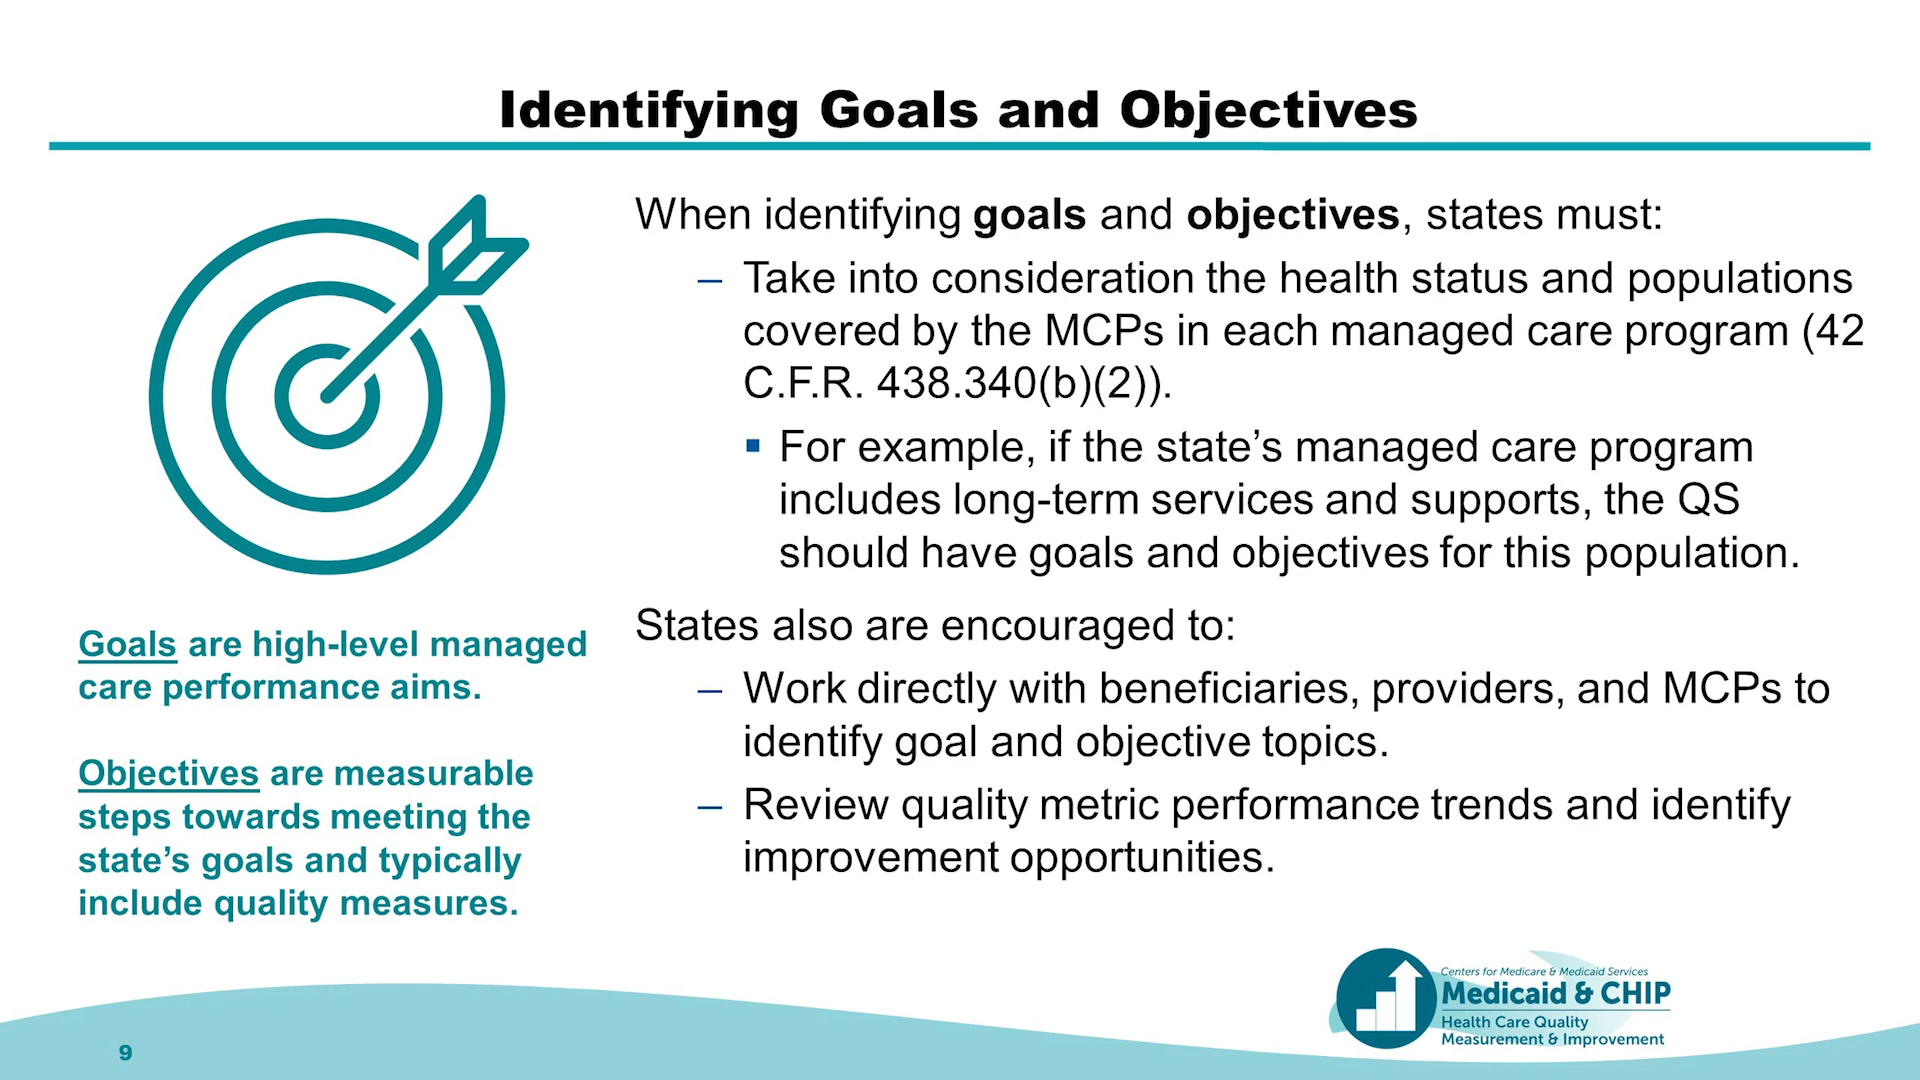 Identifying Goals and Objectives
Goals are high-level managed
care performance aims.
Objectives are measurable
steps towards meeting the
state’s goals and typically
include quality measures.
When identifying goals and objectives, states must:
– Take into consideration the health status and populations
covered by the MCPs in each managed care program (42
C.F.R. 438.340(b)(2)).
▪ For example, if the state’s managed care program
includes long-term services and supports, the QS
should have goals and objectives for this population.
States also are encouraged to:
– Work directly with beneficiaries, providers, and MCPs to
identify goal and objective topics.
– Review quality metric performance trends and identify
improvement opportunities.
Centers for Medicare & Medicaid Services
Medicaid & CHIP
Health Care Quality
Measurement & Improvement
9